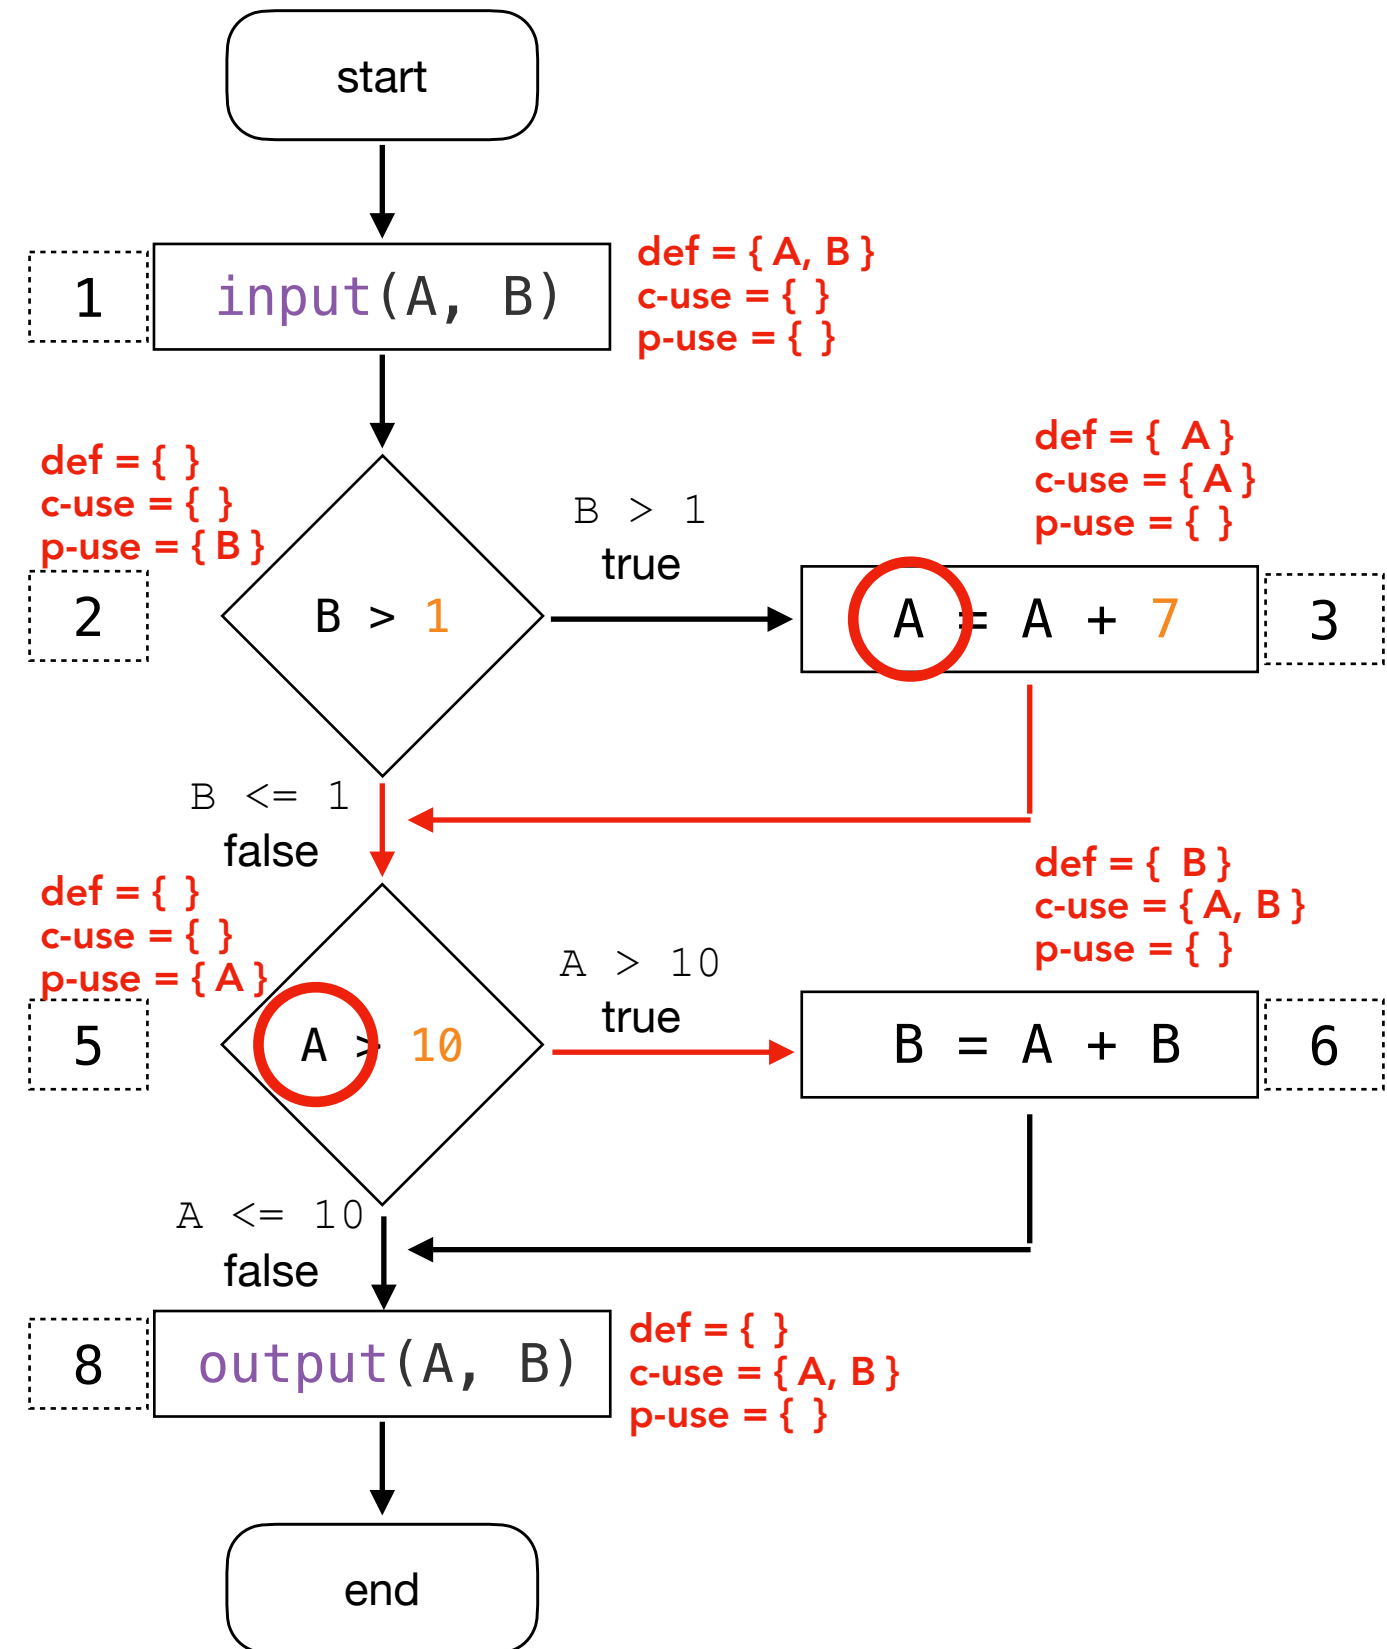 start
1
input(A, B)
def = { A, B }
c-use = { }
p-use = { }
def = { }
c-use = { }
p-use = { B }
2
B > 1
B > 1
true
def = { A }
c-use = { A }
p-use = { }
A = A + 7
3
B <= 1
false
def = { }
c-use = { }
p-use = { A }
5
A > 10
A > 10
true
def = { B }
c-use = { A, B }
p-use = { }
B = A + B
6
A <= 10
false
8
output(A, B)
def = { }
c-use = { A, B }
p-use = { }
end